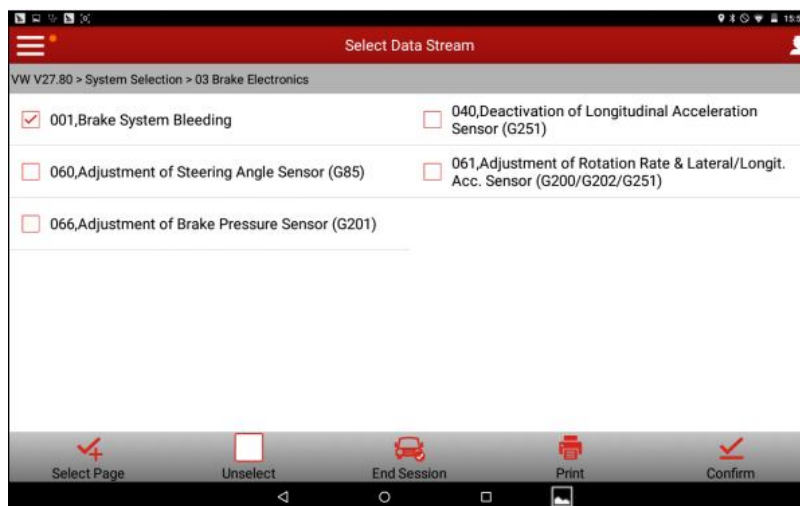 15:5
Select Data Stream
VW V27.80 > System Selection > 03 Brake Electronics
001,Brake System Bleeding
040,Deactivation of Longitudinal Acceleration
Sensor (G251)
060,Adjustment of Steering Angle Sensor (G85)
061,Adjustment of Rotation Rate & Lateral/Longit.
Acc. Sensor (G200/G202/G251)
066,Adjustment of Brake Pressure Sensor (G201)
Select Page
Unselect
End Session
Print
Confirm